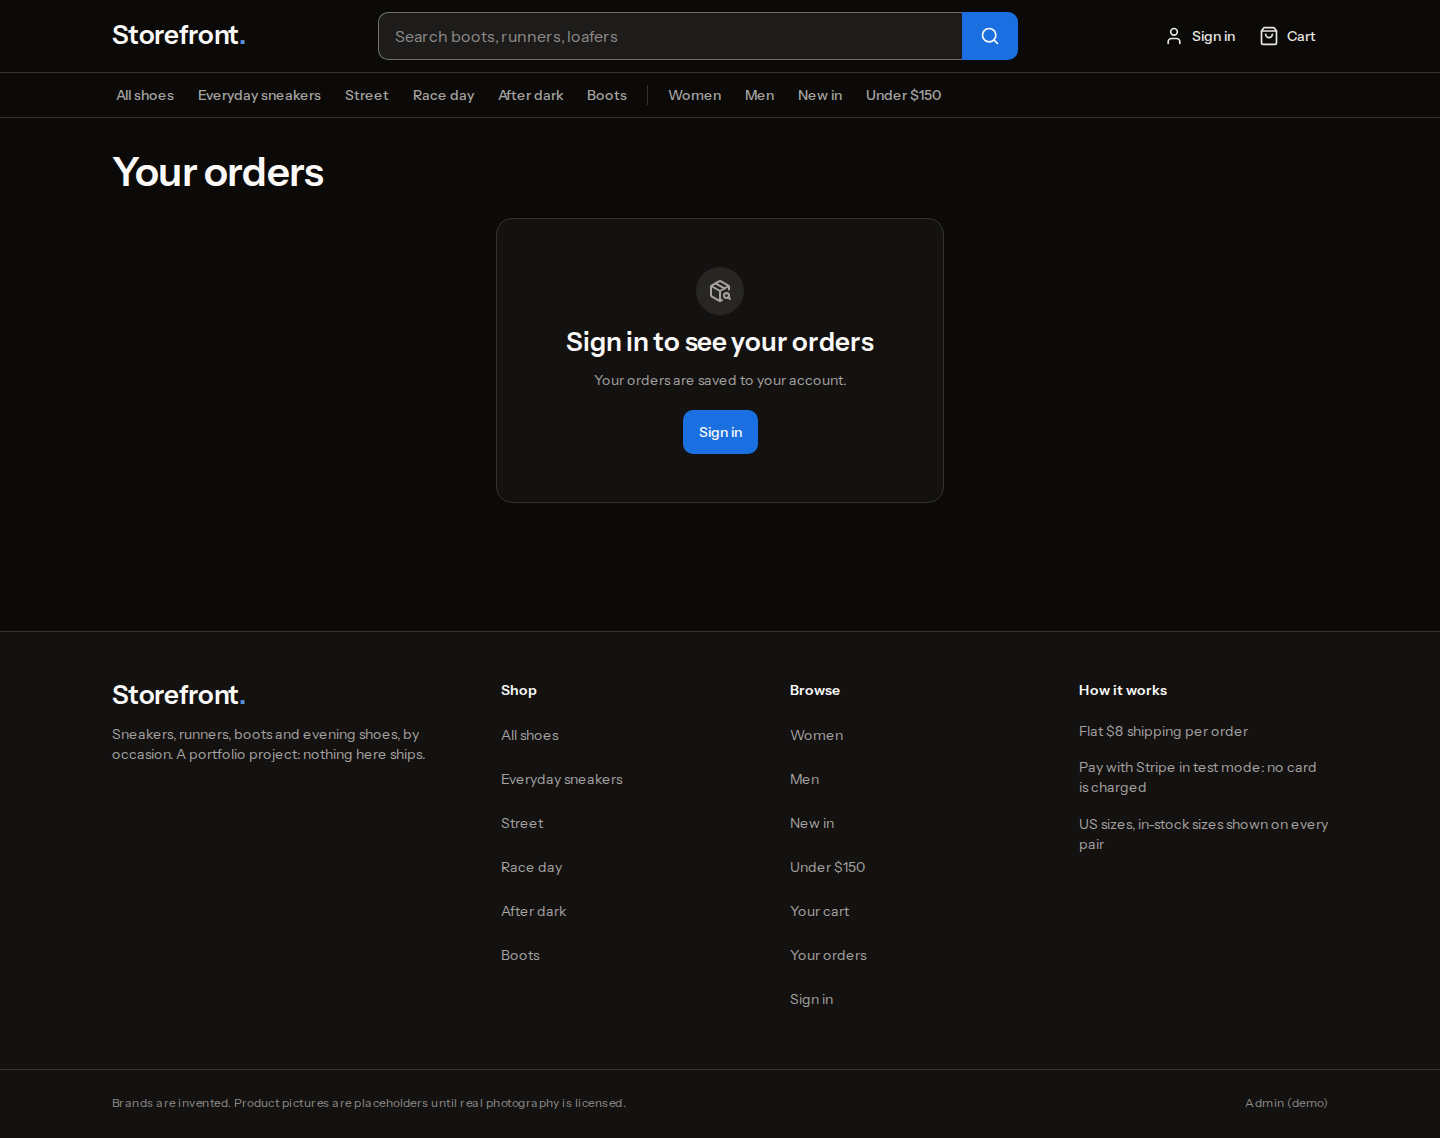 Storefront.
Search boots, runners, loafers
Sign in
Cart
All shoes
Everyday sneakers
Street
Race day
After dark
Boots
Women
Men
New in
Under $150
Your orders
Sign in to see your orders
Your orders are saved to your account.
Sign in
Storefront.
Sneakers, runners, boots and evening shoes, by
occasion. A portfolio project: nothing here ships.
Shop
All shoes
Everyday sneakers
Street
Race day
After dark
Boots
Browse
Women
Men
New in
Under $150
Your cart
Your orders
Sign in
How it works
Flat $8 shipping per order
Pay with Stripe in test mode: no card
is charged
US sizes, in-stock sizes shown on every
pair
Brands are invented. Product pictures are placeholders until real photography is licensed.
Admin (demo)